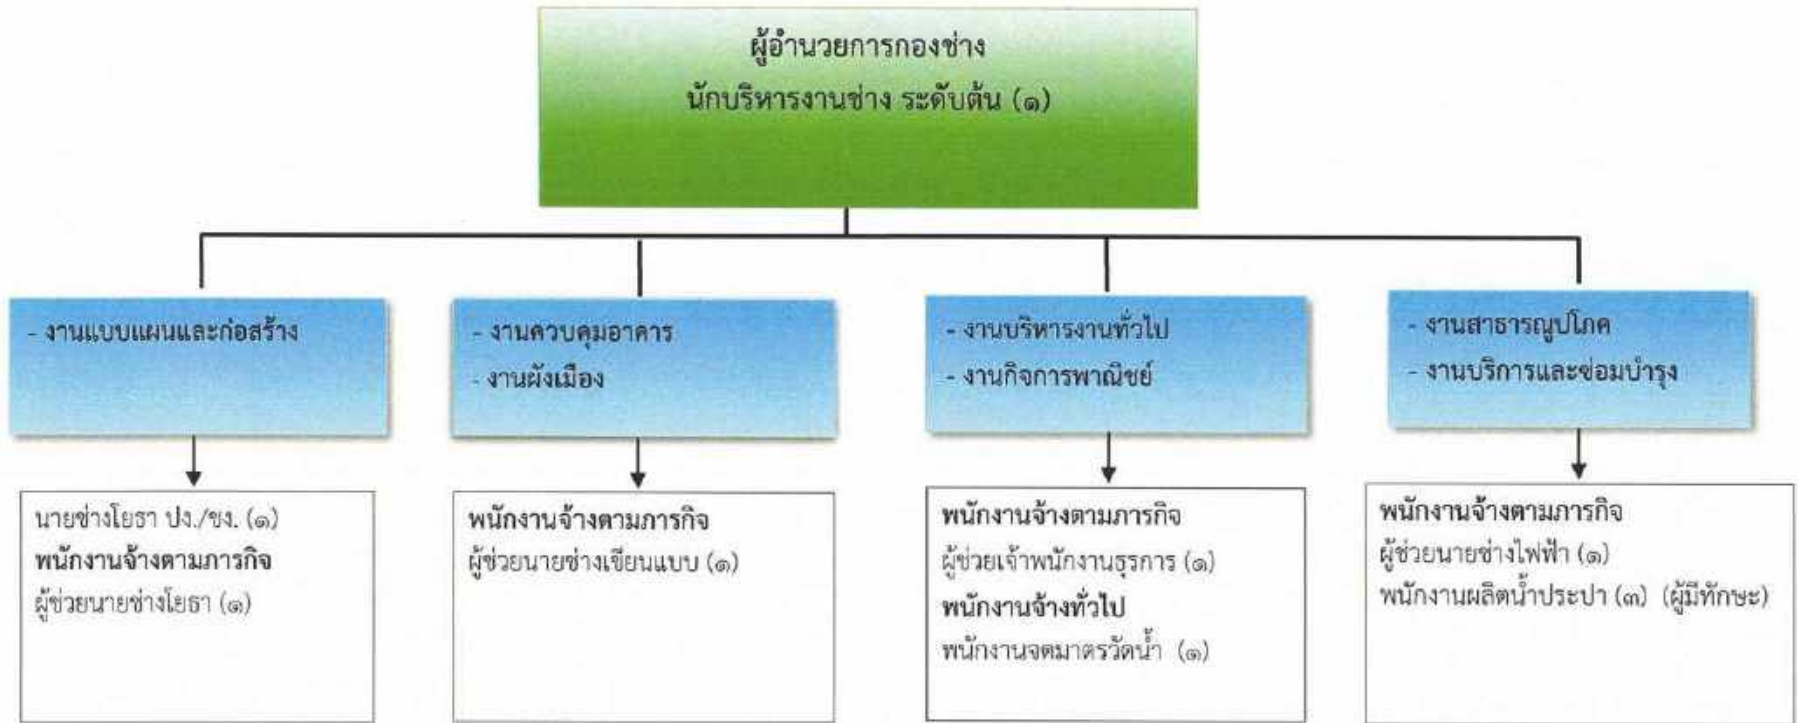 ผู้อำนวยการกองช่าง
นักบริหารงานช่าง ระดับต้น (๑)
- งานแบบแผนและก่อสร้าง
- งานควบคุมอาคาร
- งานผังเมือง
- งานบริหารงานทั่วไป
- งานกิจการพาณิชย์
- งานสาธารณูปโภค
- งานบริการและซ่อมบำรุง
นายช่างโยธา ปง./ชง. (๑)
พนักงานจ้างตามภารกิจ
ผู้ช่วยนายช่างโยธา (๑)
พนักงานจ้างตามภารกิจ
ผู้ช่วยนายช่างเขียนแบบ (๑)
พนักงานจ้างตามภารกิจ
ผู้ช่วยเจ้าพนักงานธุรการ (๑)
พนักงานจ้างทั่วไป
พนักงานจดมาตรวัดน้ำ (๑)
พนักงานจ้างตามภารกิจ
ผู้ช่วยนายช่างไฟฟ้า (๑)
พนักงานผลิตน้ำประปา (๓) (ผู้มีทักษะ)